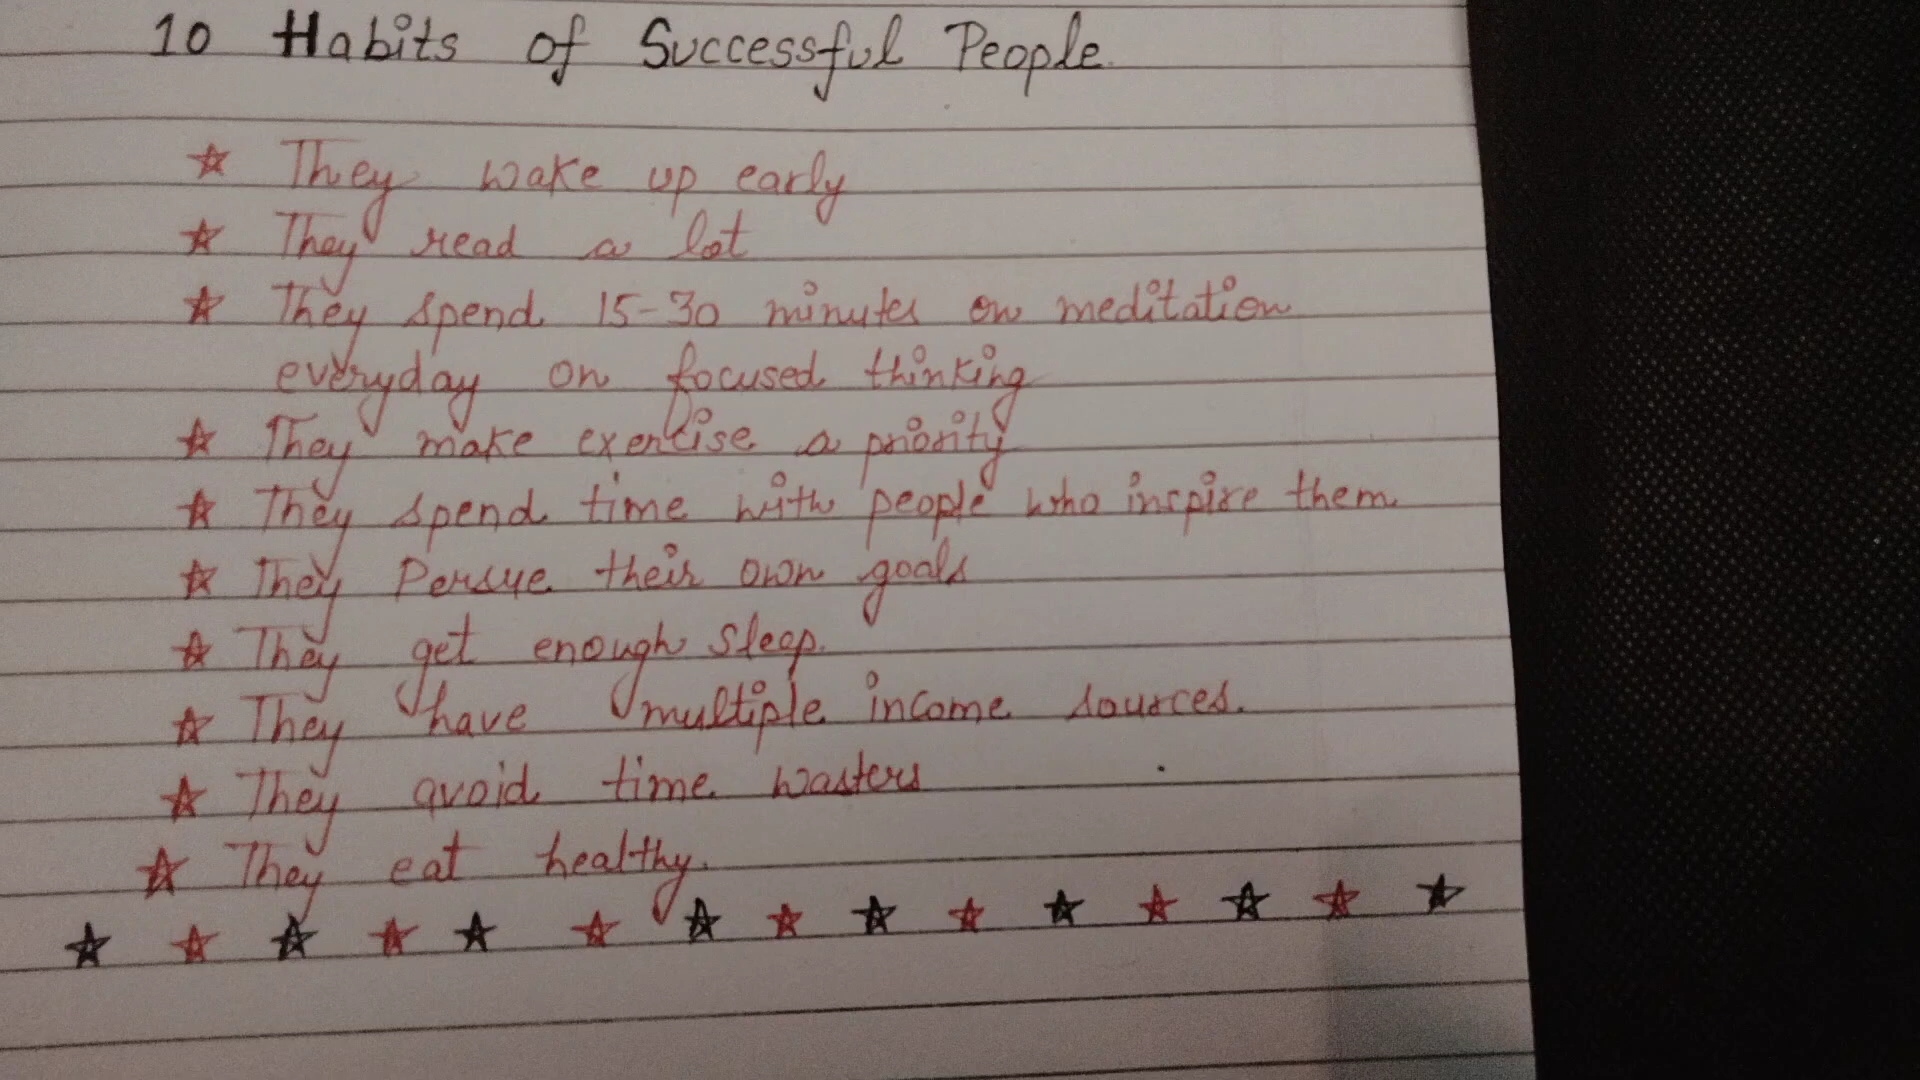 10 Habits of Successful People.
☆ They wake up early
☆ They read a lot
☆ They spend 15-30 minutes on meditation
everyday on focused thinking
☆ They make exercise a priority
☆ They spend time with people who inspire them
☆ They Persue their own goals
☆ They get enough sleep.
☆ They have multiple income sources.
☆ They avoid time wasters
☆ They eat healthy.